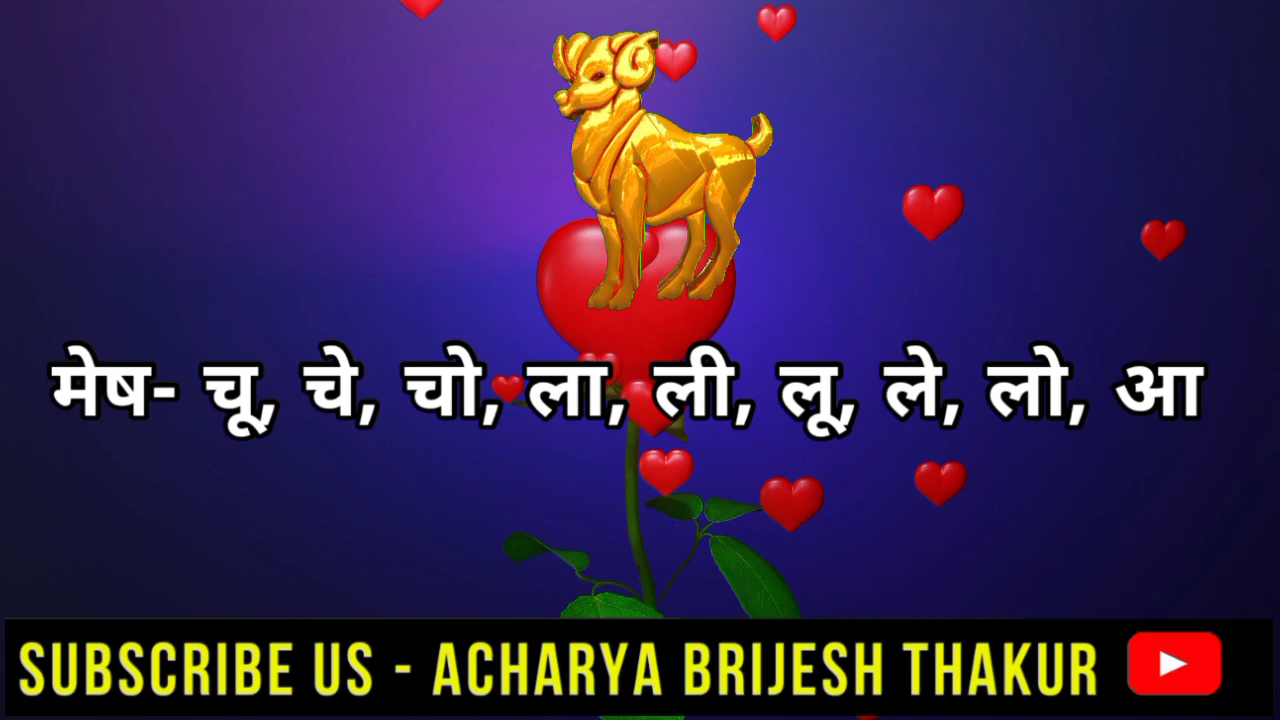 मेष- चू, चे, चो, ला, ली, लू, ले, लो, आ
SUBSCRIBE US - ACHARYA BRIJESH THAKUR